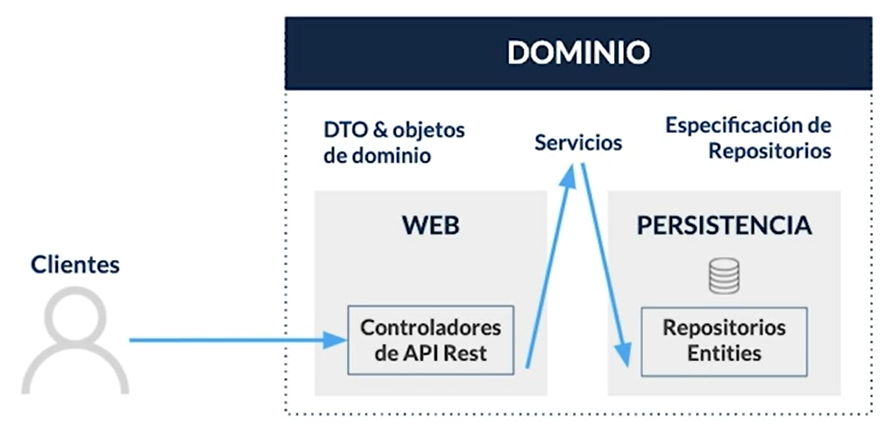 DOMINIO
DTO & objetos
de dominio
Servicios
Especificación de
Repositorios
WEB
PERSISTENCIA
Clientes
Controladores
de API Rest
Repositorios
Entities